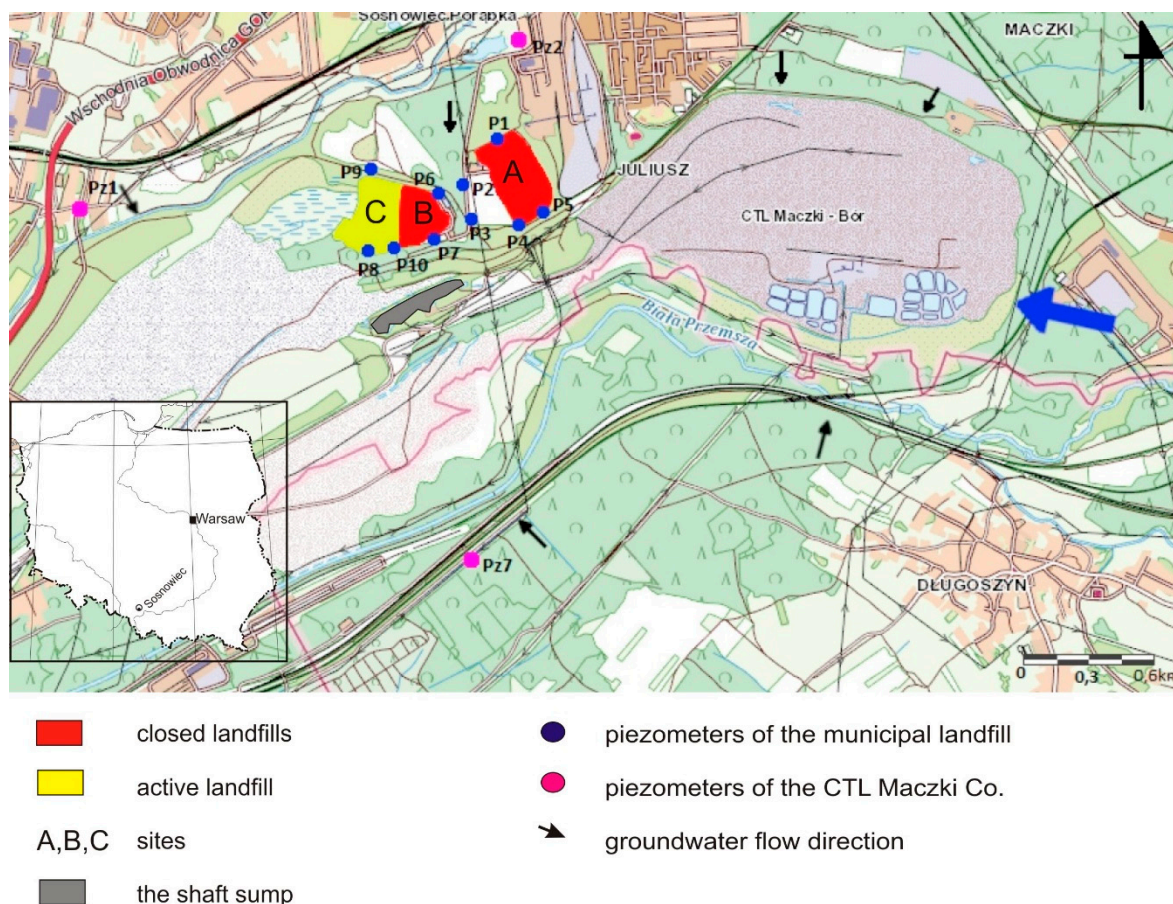 Sosnowiec Porąbka
MACZKI
Wschodnia Obwodnica GOP
Pz2
P1
JULIUSZ
A
P9
P6
P2
Pz1
C
B
P5
P3
P4
CTL Maczki - Bór
P7
P8
P10
Biała Przemsza
Warsaw
Sosnowiec
Pz7
DŁUGOSZYN
0
0,3
0,6km
closed landfills
piezometers of the municipal landfill
active landfill
piezometers of the CTL Maczki Co.
A,B,C
sites
groundwater flow direction
the shaft sump